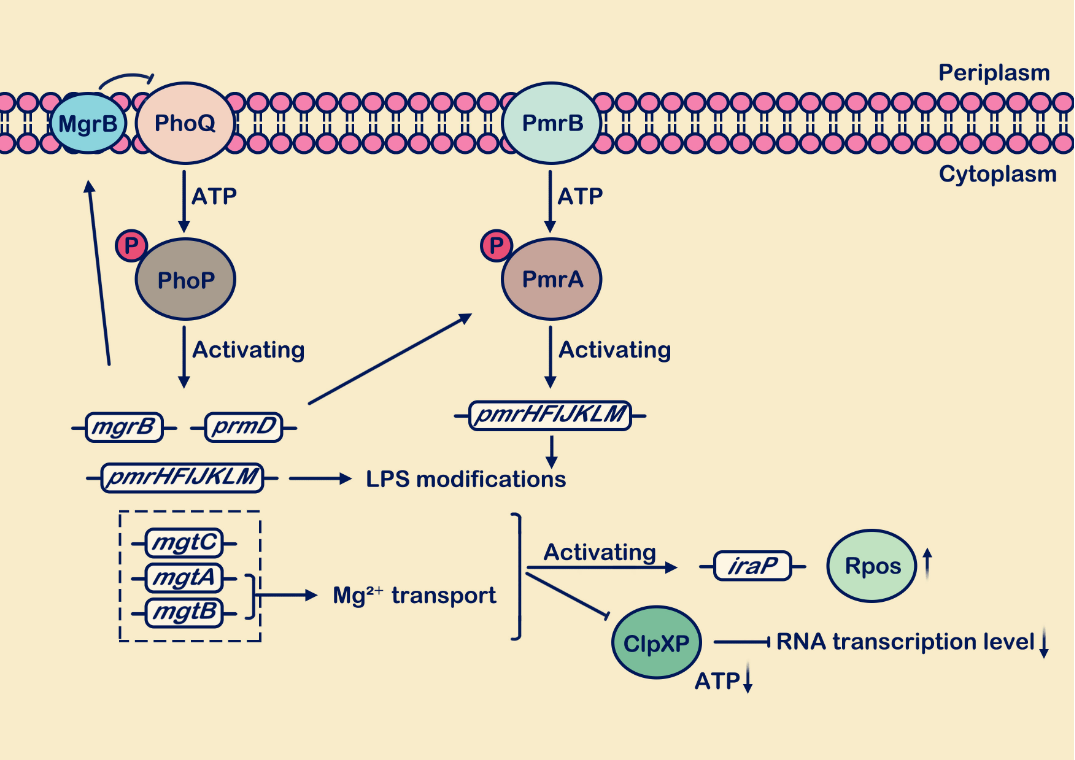 Periplasm
MgrB
PhoQ
PmrB
Cytoplasm
ATP
ATP
P
P
PhoP
PmrA
Activating
Activating
mgrB
prmD
pmrHFIJKLM
pmrHFIJKLM
LPS modifications
mgtC
mgtA
mgtB
Mg²⁺ transport
Activating
iraP
Rpos
ClpXP
RNA transcription level
ATP